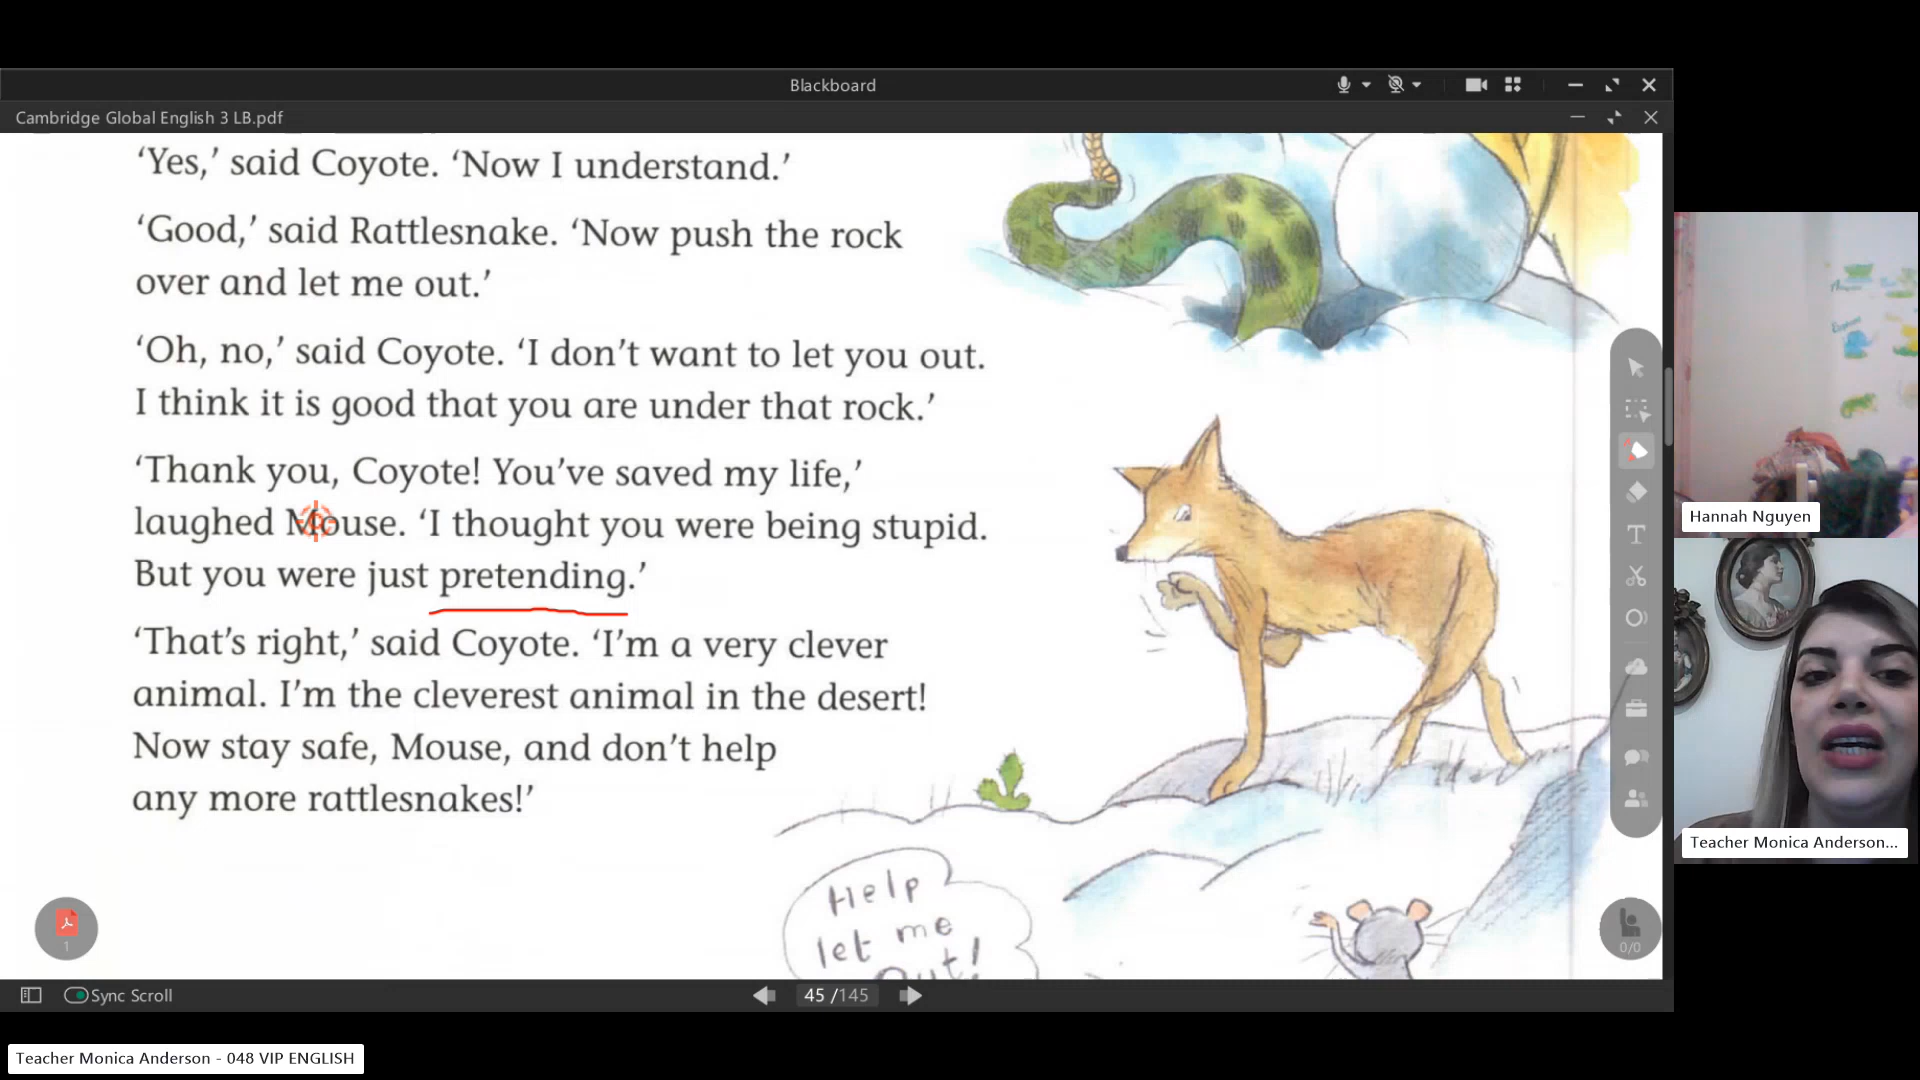 Blackboard
Cambridge Global English 3 LB.pdf
‘Yes,’ said Coyote. ‘Now I understand.’
‘Good,’ said Rattlesnake. ‘Now push the rock
over and let me out.’
‘Oh, no,’ said Coyote. ‘I don’t want to let you out.
I think it is good that you are under that rock.’
‘Thank you, Coyote! You’ve saved my life,’
laughed Mouse. ‘I thought you were being stupid.
But you were just pretending.’
‘That’s right,’ said Coyote. ‘I’m a very clever
animal. I’m the cleverest animal in the desert!
Now stay safe, Mouse, and don’t help
any more rattlesnakes!’
Help
let me
Out!
Elephant
Hannah Nguyen
Teacher Monica Anderson...
T
1
0/0
Sync Scroll
45 /145
Teacher Monica Anderson - 048 VIP ENGLISH